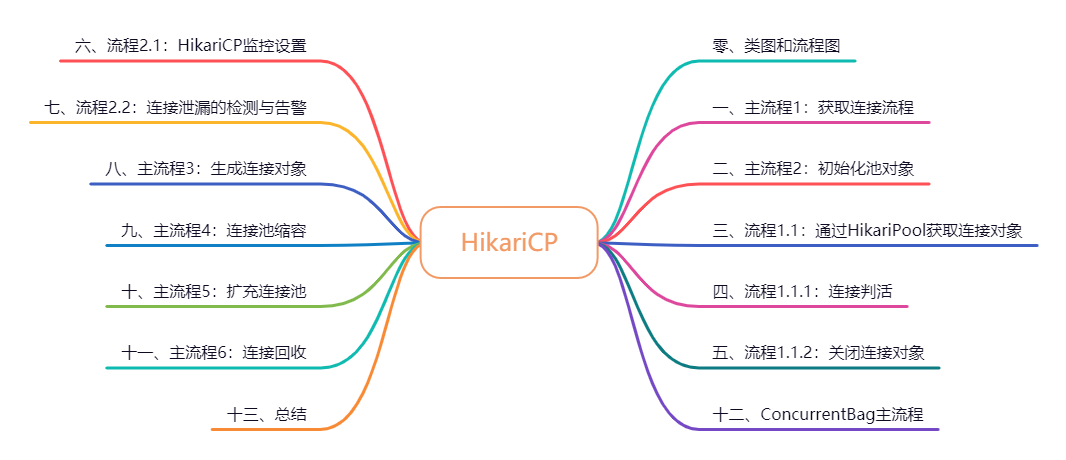 HikariCP
零、类图和流程图
一、主流程1：获取连接流程
二、主流程2：初始化池对象
三、流程1.1：通过HikariPool获取连接对象
四、流程1.1.1：连接判活
五、流程1.1.2：关闭连接对象
十二、ConcurrentBag主流程
六、流程2.1：HikariCP监控设置
七、流程2.2：连接泄漏的检测与告警
八、主流程3：生成连接对象
九、主流程4：连接池缩容
十、主流程5：扩充连接池
十一、主流程6：连接回收
十三、总结